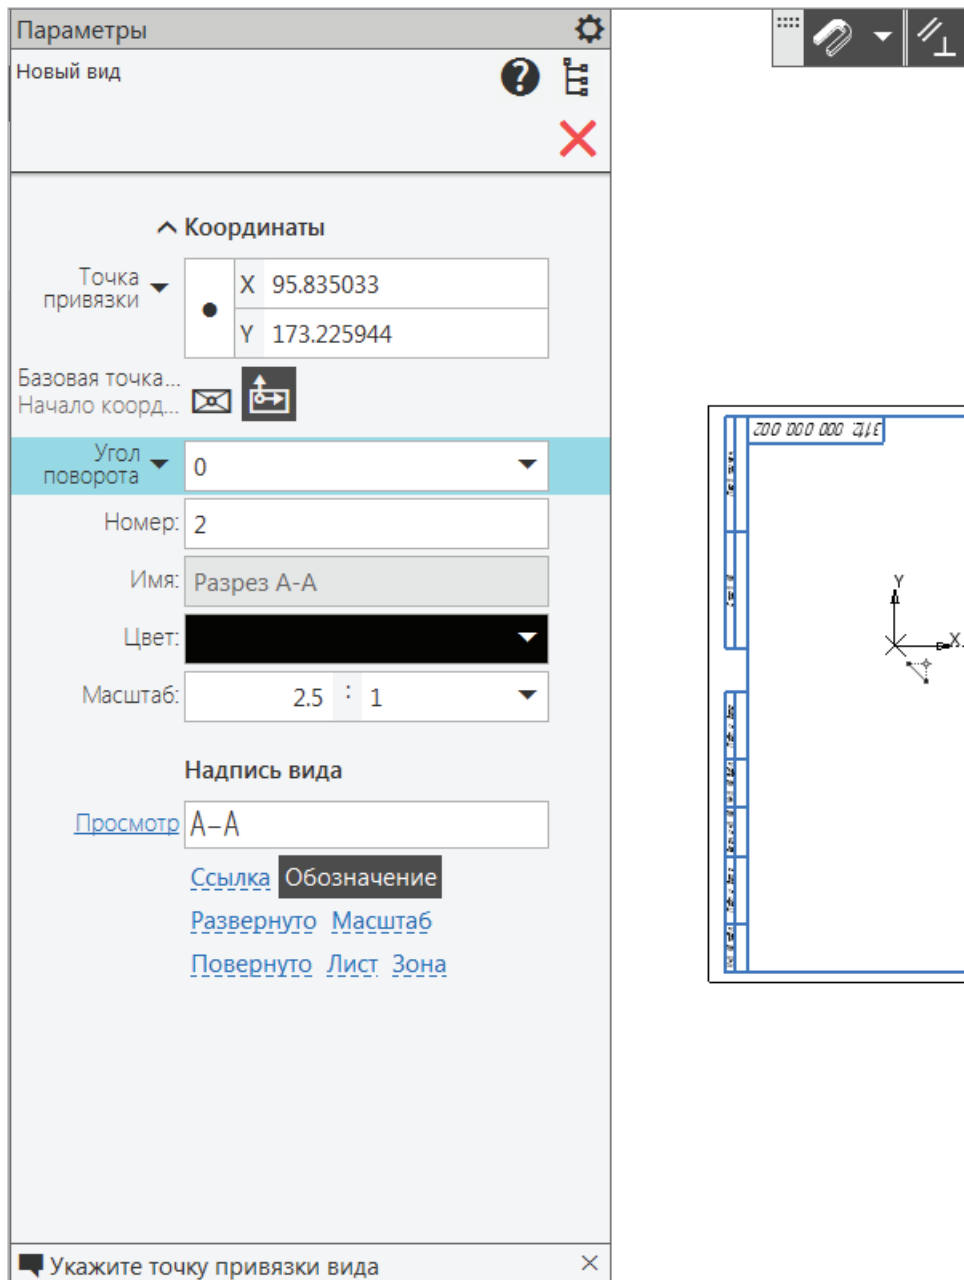 Параметры
Новый вид
Координаты
Точка привязки
X 95.835033
Y 173.225944
Базовая точка...
Начало коорд...
Угол поворота
0
Номер: 2
Имя: Разрез А-А
Цвет:
Масштаб: 2.5 : 1
Надпись вида
Просмотр А–А
Ссылка Обозначение
Развернуто Масштаб
Повернуто Лист Зона
Укажите точку привязки вида
Y
X